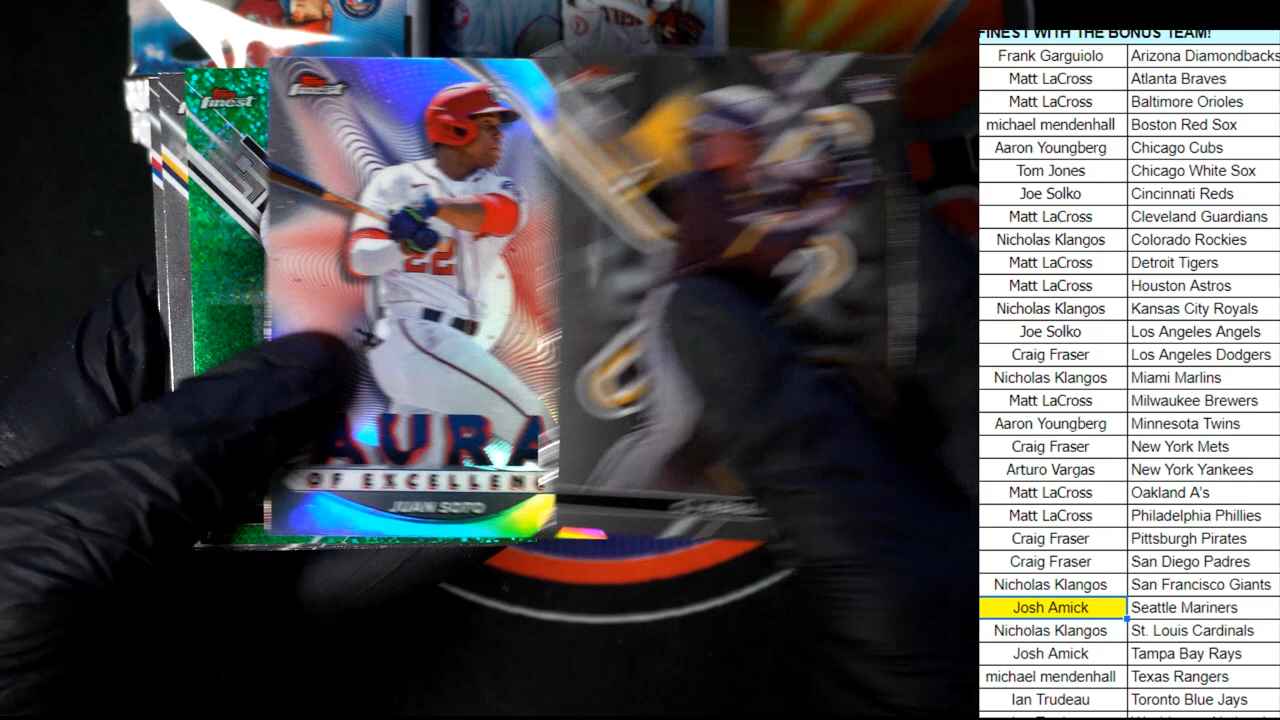 FINEST WITH THE BONUS TEAM!
Frank Garguiolo Arizona Diamondbacks
Matt LaCross Atlanta Braves
Matt LaCross Baltimore Orioles
michael mendenhall Boston Red Sox
Aaron Youngberg Chicago Cubs
Tom Jones Chicago White Sox
Joe Solko Cincinnati Reds
Matt LaCross Cleveland Guardians
Nicholas Klangos Colorado Rockies
Matt LaCross Detroit Tigers
Matt LaCross Houston Astros
Nicholas Klangos Kansas City Royals
Joe Solko Los Angeles Angels
Craig Fraser Los Angeles Dodgers
Nicholas Klangos Miami Marlins
Matt LaCross Milwaukee Brewers
Aaron Youngberg Minnesota Twins
Craig Fraser New York Mets
Arturo Vargas New York Yankees
Matt LaCross Oakland A's
Matt LaCross Philadelphia Phillies
Craig Fraser Pittsburgh Pirates
Craig Fraser San Diego Padres
Nicholas Klangos San Francisco Giants
Josh Amick Seattle Mariners
Nicholas Klangos St. Louis Cardinals
Josh Amick Tampa Bay Rays
michael mendenhall Texas Rangers
Ian Trudeau Toronto Blue Jays
Topps finest
Topps finest
22
AURA
OF EXCELLENC
JUAN SOTO